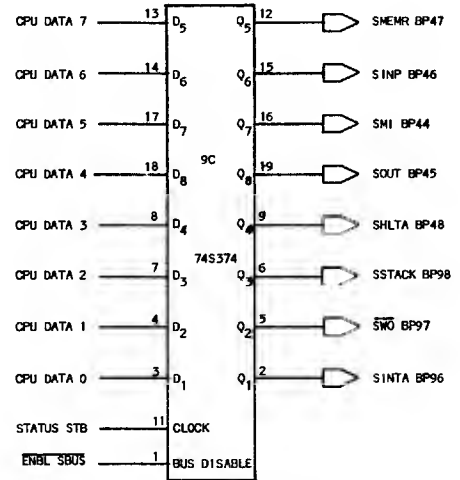 CPU DATA 7 13 D5 Q5 12 SMEMR BP47
CPU DATA 6 14 D6 Q6 15 SINP BP46
CPU DATA 5 17 D7 Q7 16 SMI BP44
9C
CPU DATA 4 18 D8 Q8 19 SOUT BP45
CPU DATA 3 8 D4 Q4 9 SHLTA BP48
74S374
CPU DATA 2 7 D3 Q3 6 SSTACK BP98
CPU DATA 1 4 D2 Q2 5 SWO BP97
CPU DATA 0 3 D1 Q1 2 SINTA BP96
STATUS STB 11 CLOCK
ENBL SBUS 1 BUS DISABLE